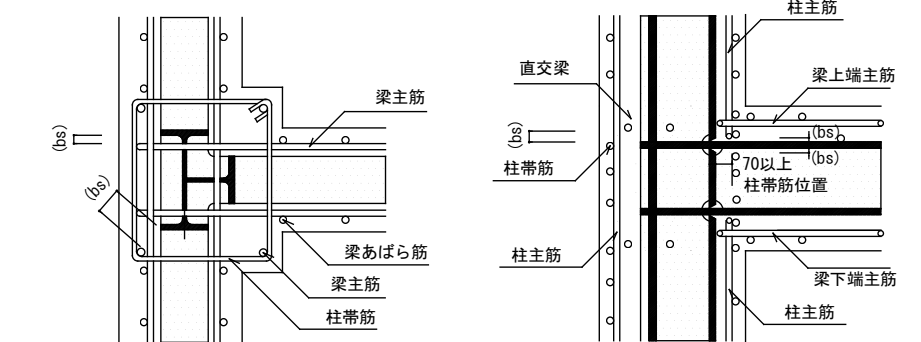 (bs)
(bs)
梁主筋
梁あばら筋
梁主筋
柱帯筋
直交梁
(bs)
柱帯筋
柱主筋
柱主筋
梁上端主筋
(bs)
(bs)
70以上
柱帯筋位置
梁下端主筋
柱主筋